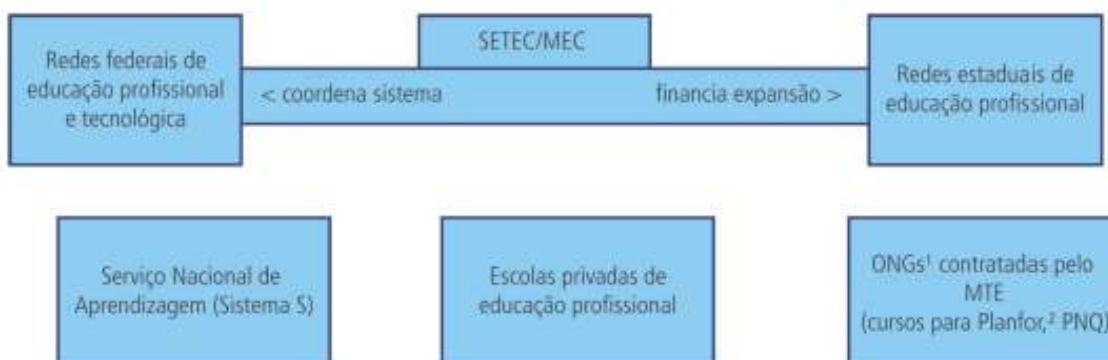 Redes federais de
educação profissional
e tecnológica
SETEC/MEC
< coordena sistema
financia expansão >
Redes estaduais de
educação profissional
Serviço Nacional de
Aprendizagem (Sistema S)
Escolas privadas de
educação profissional
ONGs¹ contratadas pelo
MTE
(cursos para Planfor,² PNQ)